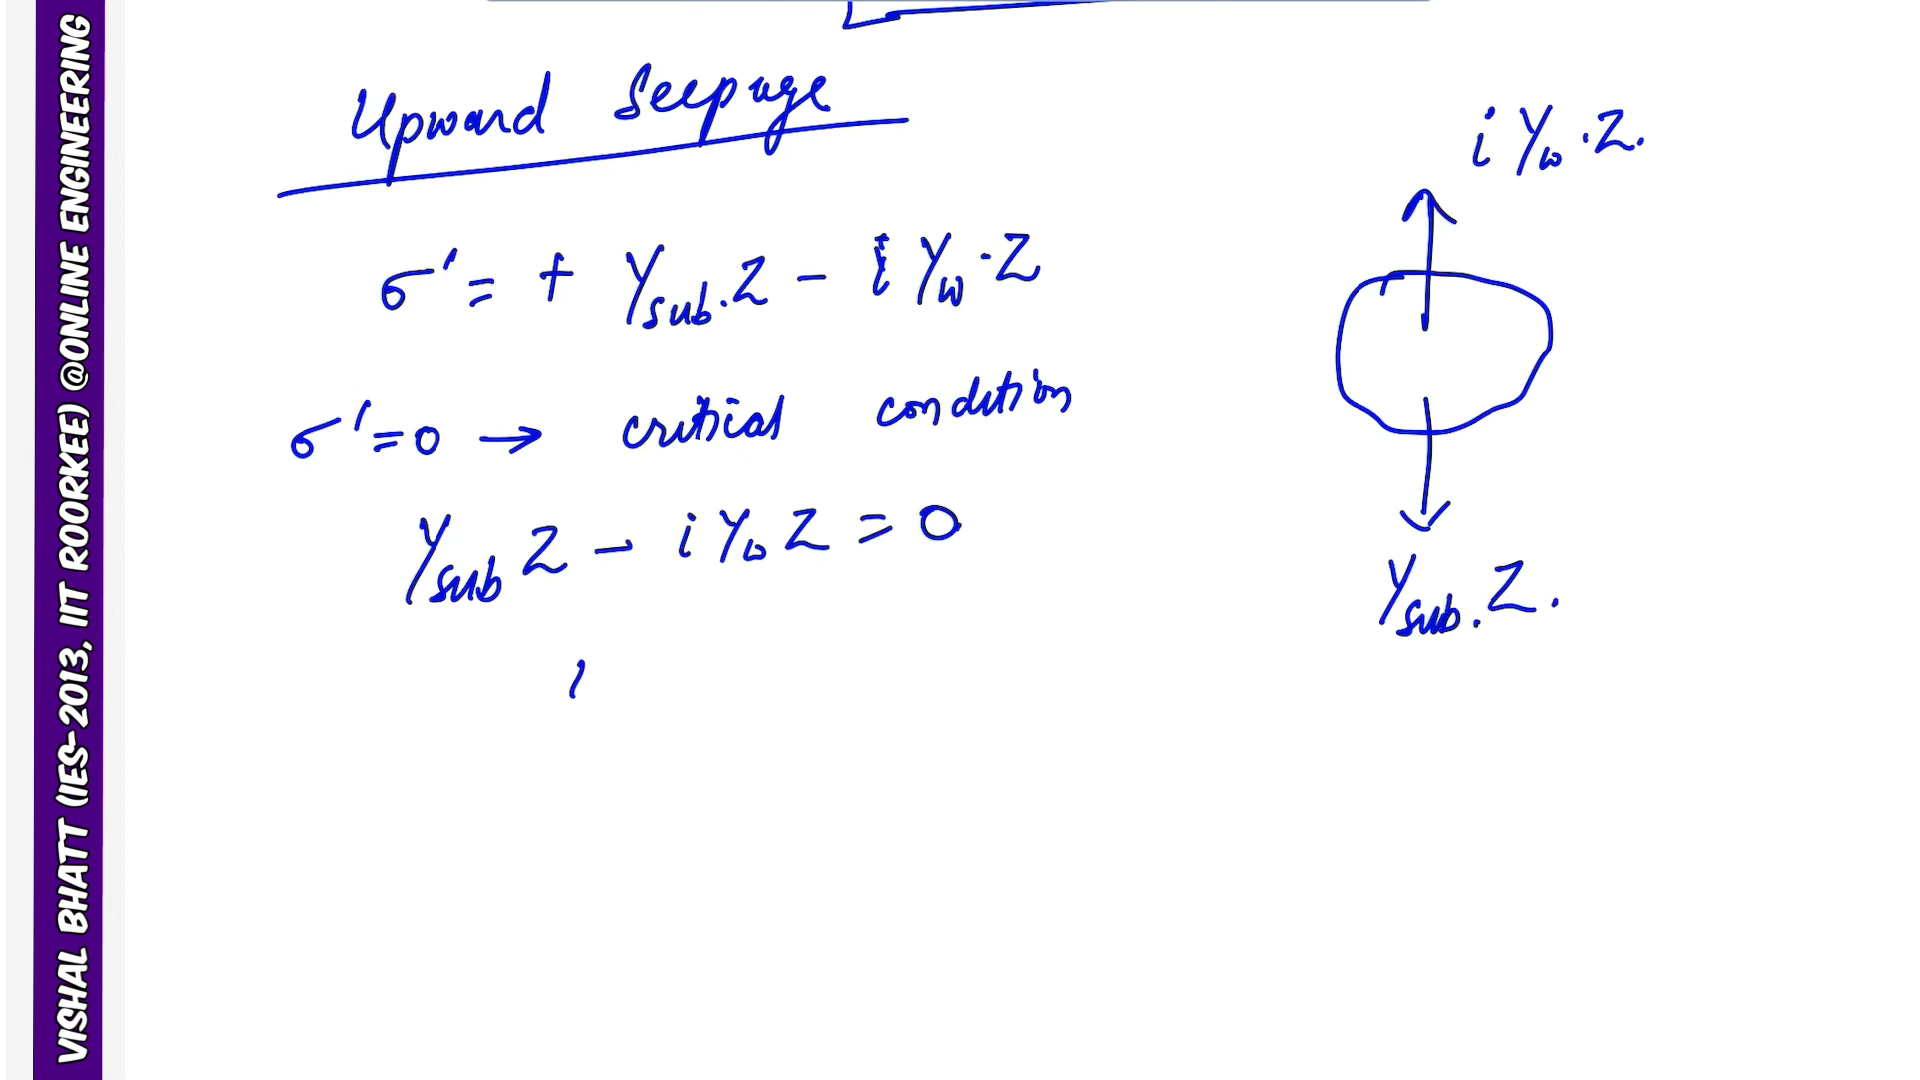 VISHAL BHATT (IES-2013, IIT ROORKEE) @ONLINE ENGINEERING
Upward Seepage
i γw · Z.
σ' = + γsub. Z - i γw · Z
σ' = 0 → critical condition
γsub Z - i γw Z = 0
γsub. Z.